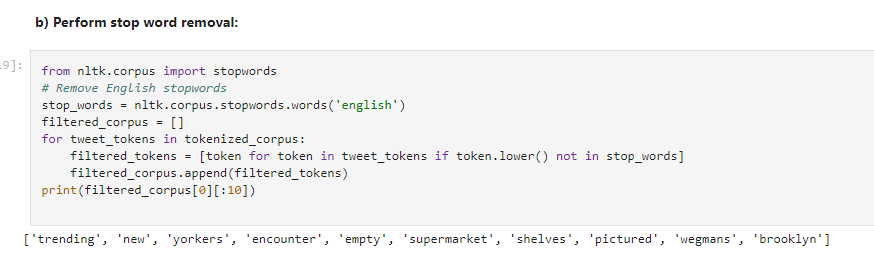 b) Perform stop word removal:
9]:
from nltk.corpus import stopwords
# Remove English stopwords
stop_words = nltk.corpus.stopwords.words('english')
filtered_corpus = []
for tweet_tokens in tokenized_corpus:
    filtered_tokens = [token for token in tweet_tokens if token.lower() not in stop_words]
    filtered_corpus.append(filtered_tokens)
print(filtered_corpus[0][:10])
['trending', 'new', 'yorkers', 'encounter', 'empty', 'supermarket', 'shelves', 'pictured', 'wegmans', 'brooklyn']